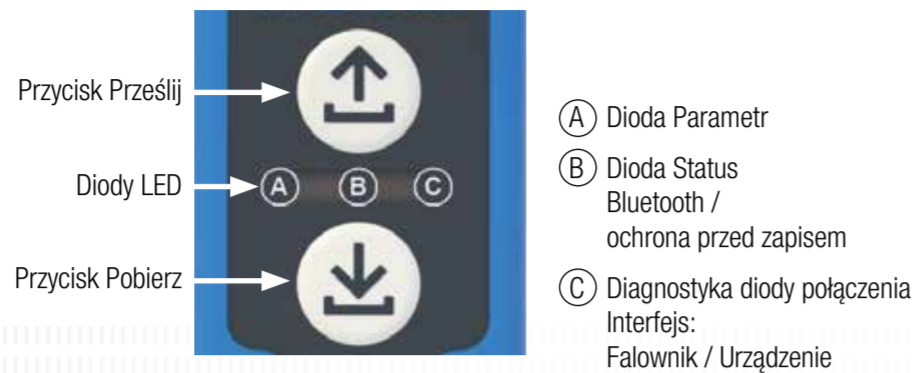 Przycisk Prześlij
Diody LED
A B C
Przycisk Pobierz
A Dioda Parametr
B Dioda Status
Bluetooth /
ochrona przed zapisem
C Diagnostyka diody połączenia
Interfejs:
Falownik / Urządzenie